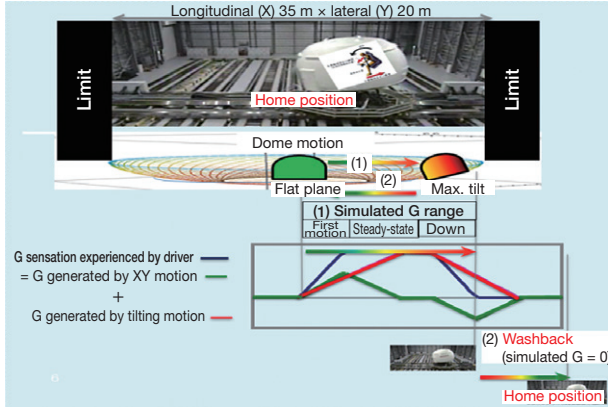 Longitudinal (X) 35 m × lateral (Y) 20 m
Limit
Limit
Home position
Dome motion
(1)
(2)
Flat plane
Max. tilt
(1) Simulated G range
First motion
Steady-state
Down
G sensation experienced by driver
= G generated by XY motion
+
G generated by tilting motion
(2) Washback
(simulated G = 0)
Home position
6